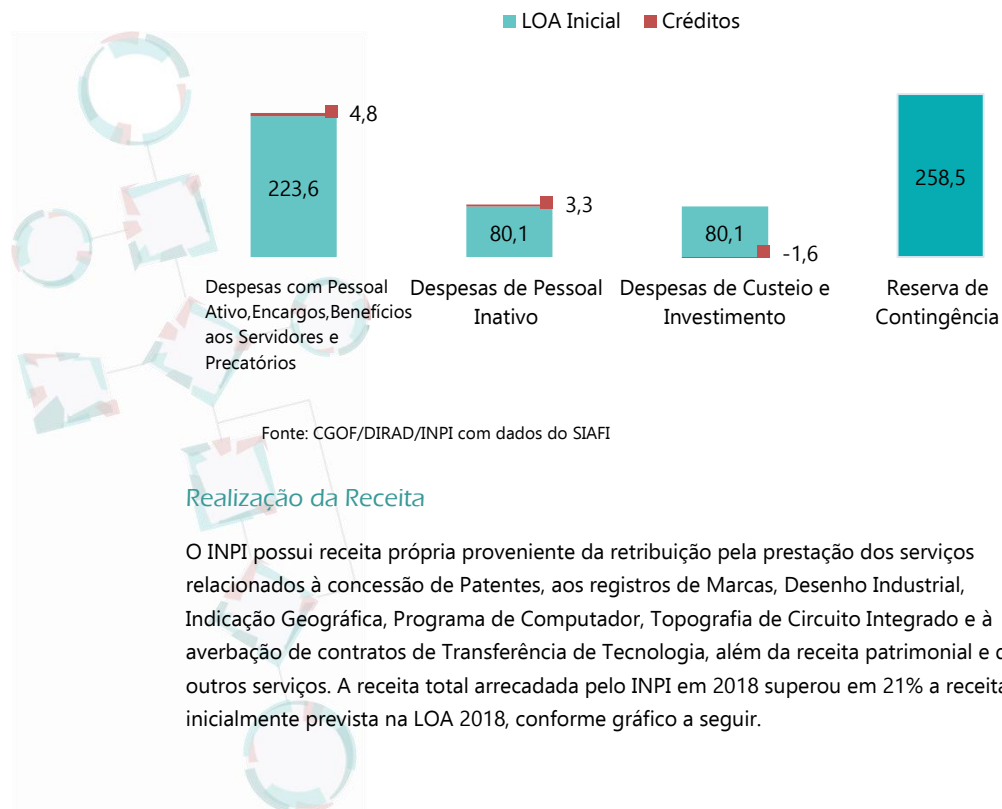 LOA Inicial Créditos
4,8
223,6
3,3
80,1
80,1
-1,6
258,5
Despesas com Pessoal
Ativo,Encargos,Benefícios
aos Servidores e
Precatórios
Despesas de Pessoal
Inativo
Despesas de Custeio e
Investimento
Reserva de
Contingência
Fonte: CGOF/DIRAD/INPI com dados do SIAFI
Realização da Receita
O INPI possui receita própria proveniente da retribuição pela prestação dos serviços
relacionados à concessão de Patentes, aos registros de Marcas, Desenho Industrial,
Indicação Geográfica, Programa de Computador, Topografia de Circuito Integrado e à
averbação de contratos de Transferência de Tecnologia, além da receita patrimonial e
outros serviços. A receita total arrecadada pelo INPI em 2018 superou em 21% a receita
inicialmente prevista na LOA 2018, conforme gráfico a seguir.